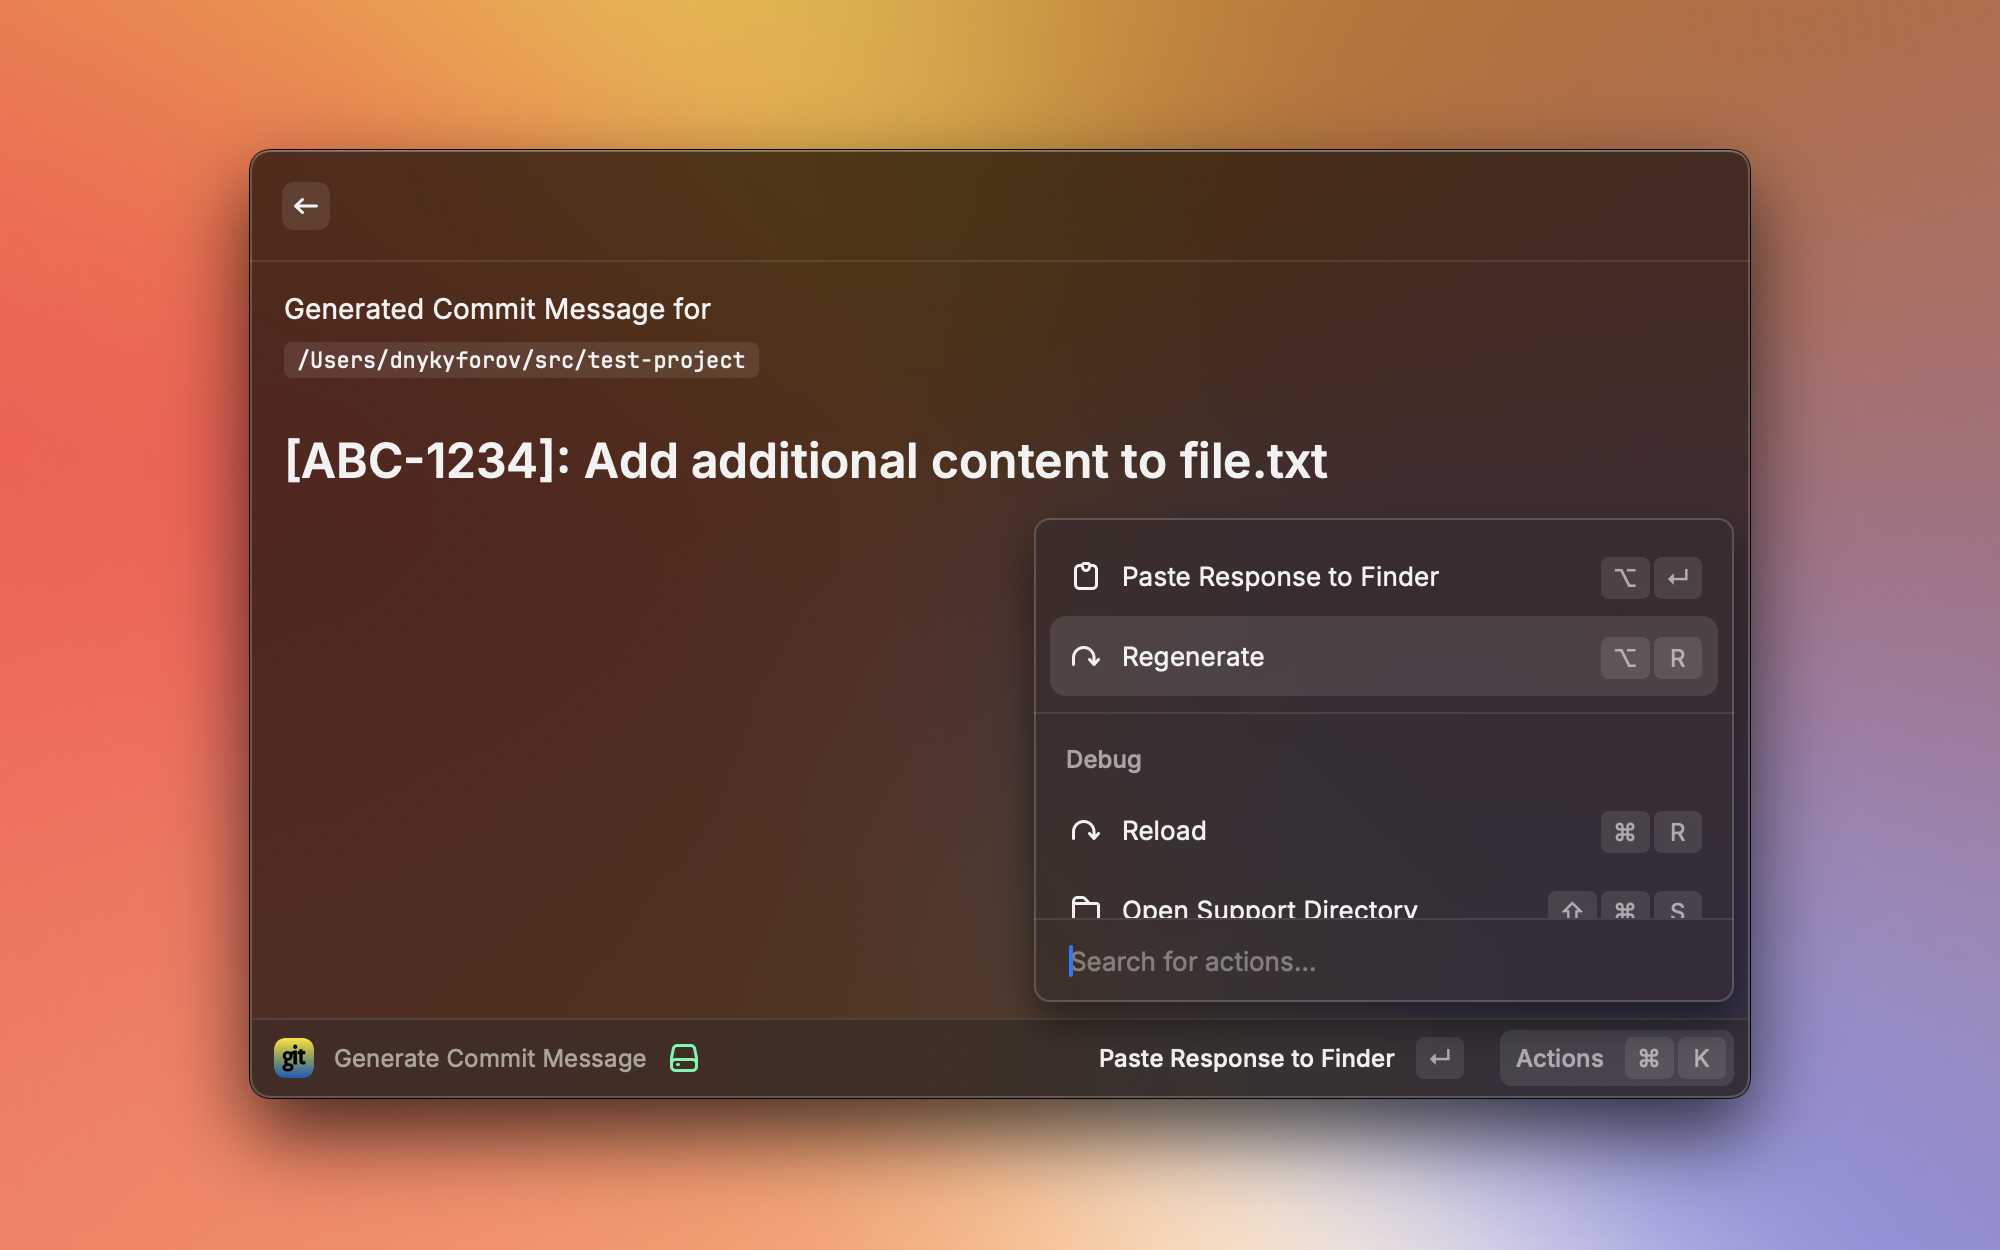 Generated Commit Message for
/Users/dnykyforov/src/test-project
[ABC-1234]: Add additional content to file.txt
Paste Response to Finder ⌥ ↵
Regenerate ⌥ R
Debug
Reload ⌘ R
Open Support Directory ⇧ ⌘ S
Search for actions...
git Generate Commit Message Paste Response to Finder ↵ Actions ⌘ K